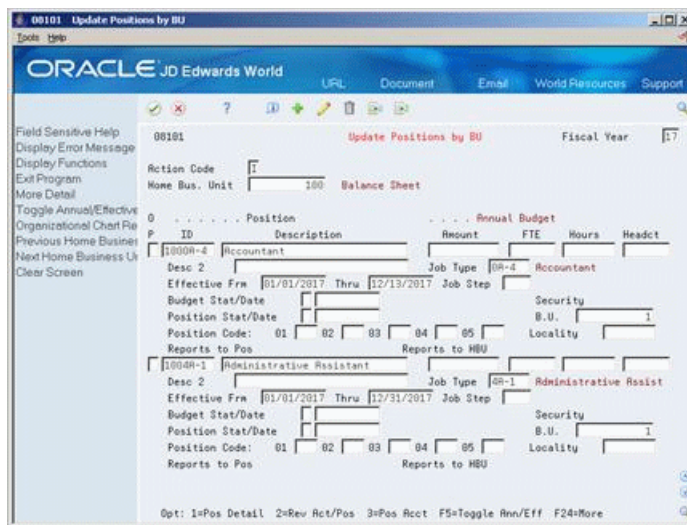 08101 Update Positions by BU
Tools Help
ORACLE JD Edwards World
URL Document Email World Resources Support
Field Sensitive Help
Display Error Message
Display Functions
Exit Program
More Detail
Toggle Annual/Effective
Organizational Chart Re
Previous Home Busines
Next Home Business Un
Clear Screen
08101 Update Positions by BU Fiscal Year 17
Action Code I
Home Bus. Unit 100 Balance Sheet
O . . . . . . Position . . . . Annual Budget
P ID Description Amount FTE Hours Headct
1000A-4 Accountant
Desc 2 Job Type 0A-4 Accountant
Effective Frm 01/01/2017 Thru 12/13/2017 Job Step
Budget Stat/Date Security
Position Stat/Date B.U. 1
Position Code: 01 02 03 04 05 Locality
Reports to Pos Reports to HBU
1004A-1 Administrative Assistant
Desc 2 Job Type 4A-1 Administrative Assist
Effective Frm 01/01/2017 Thru 12/31/2017 Job Step
Budget Stat/Date Security
Position Stat/Date B.U. 1
Position Code: 01 02 03 04 05 Locality
Reports to Pos Reports to HBU
Opt: 1=Pos Detail 2=Rev Act/Pos 3=Pos Acct F5=Toggle Ann/Eff F24=More